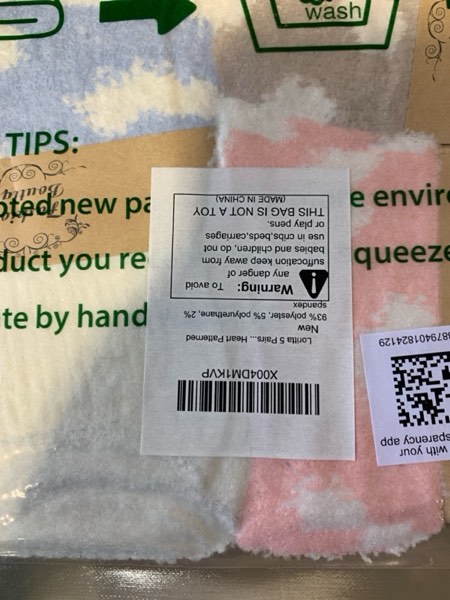 wash
TIPS:
pted new pa
e envir
duct you re
queeze
te by hand
X004DM1KVP
Loritta 5 Pairs... Heart Patterned
New
93% polyester, 5% polyurethane, 2%
spandex
Warning: To avoid
any danger of
suffocation keep away from
babies and children, do not
use in cribs,beds,carriages
or play pens.
THIS BAG IS NOT A TOY
(MADE IN CHINA)
879401824129
with your
sparency app